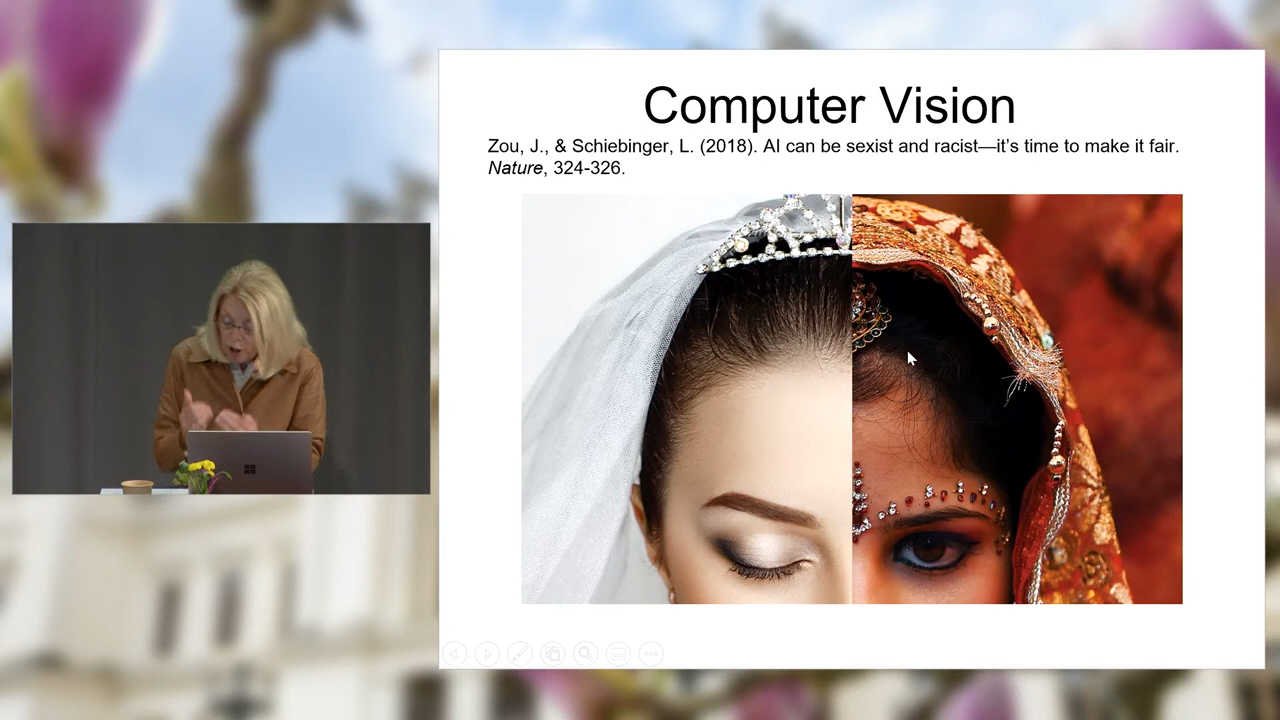 Computer Vision
Zou, J., & Schiebinger, L. (2018). AI can be sexist and racist—it's time to make it fair.
Nature, 324-326.